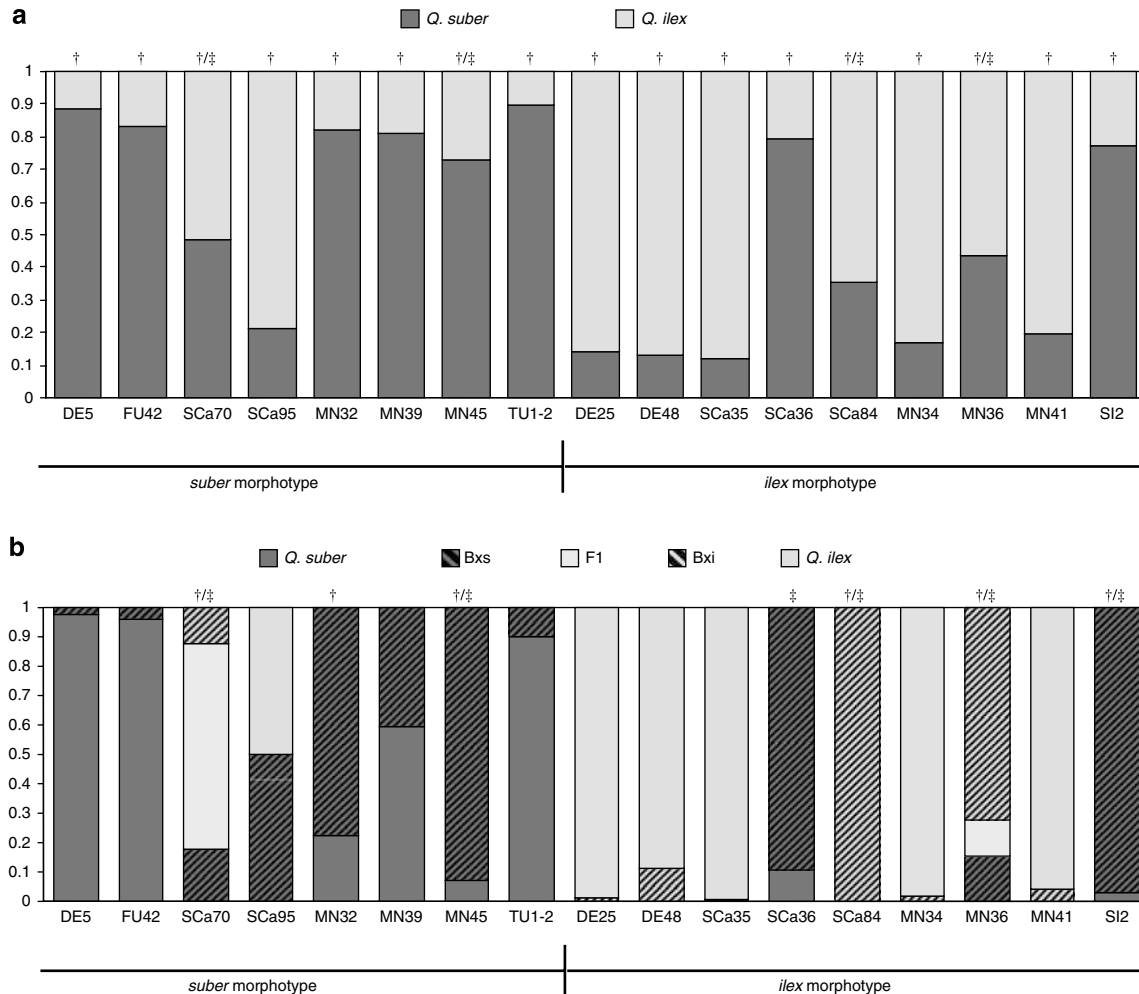 a
Q. suber Q. ilex
† † †/‡ † † † †/‡ † † † † † †/‡ † †/‡ † †
1
0.9
0.8
0.7
0.6
0.5
0.4
0.3
0.2
0.1
0
DE5 FU42 SCa70 SCa95 MN32 MN39 MN45 TU1-2 DE25 DE48 SCa35 SCa36 SCa84 MN34 MN36 MN41 SI2
suber morphotype ilex morphotype
b
Q. suber Bxs F1 Bxi Q. ilex
†/‡ † †/‡ ‡ †/‡ †/‡ †/‡
1
0.9
0.8
0.7
0.6
0.5
0.4
0.3
0.2
0.1
0
DE5 FU42 SCa70 SCa95 MN32 MN39 MN45 TU1-2 DE25 DE48 SCa35 SCa36 SCa84 MN34 MN36 MN41 SI2
suber morphotype ilex morphotype